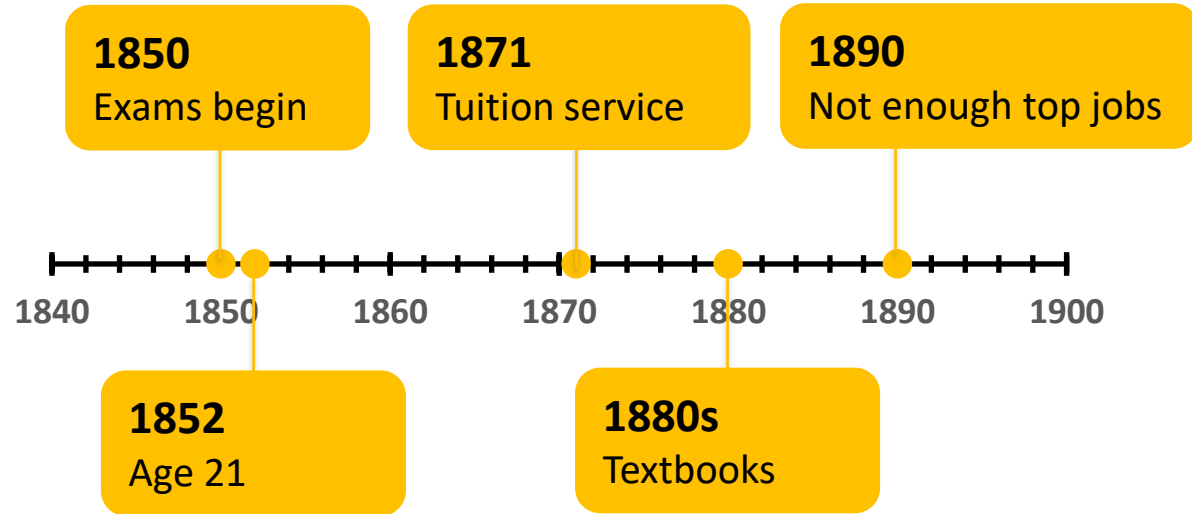 1850
Exams begin
1871
Tuition service
1890
Not enough top jobs
1840 1850 1860 1870 1880 1890 1900
1852
Age 21
1880s
Textbooks